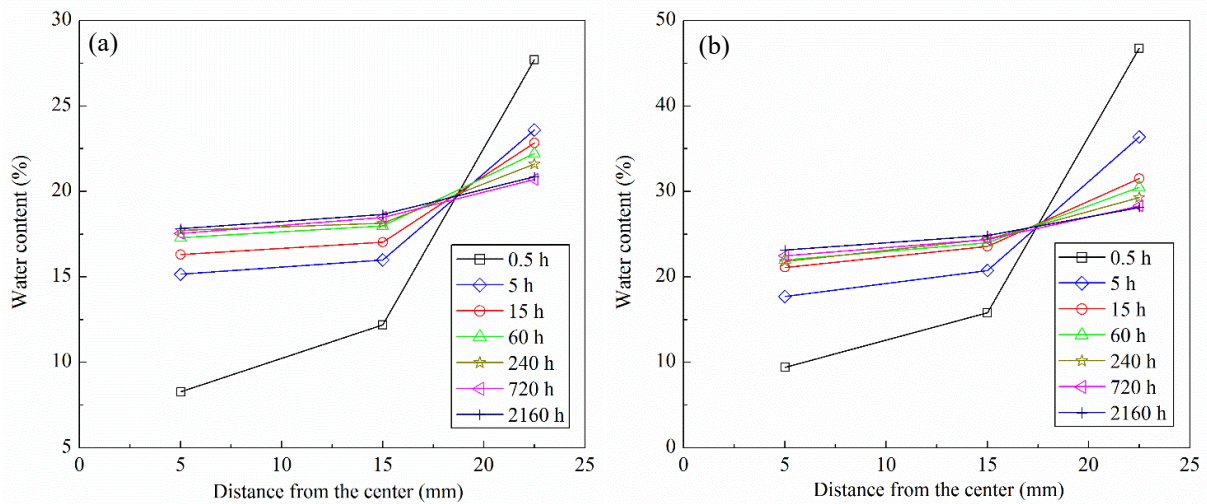 (a)
30
25
20
15
10
5
Water content (%)
0 5 10 15 20 25
Distance from the center (mm)
0.5 h
5 h
15 h
60 h
240 h
720 h
2160 h
(b)
50
40
30
20
10
0
Water content (%)
0 5 10 15 20 25
Distance from the center (mm)
0.5 h
5 h
15 h
60 h
240 h
720 h
2160 h